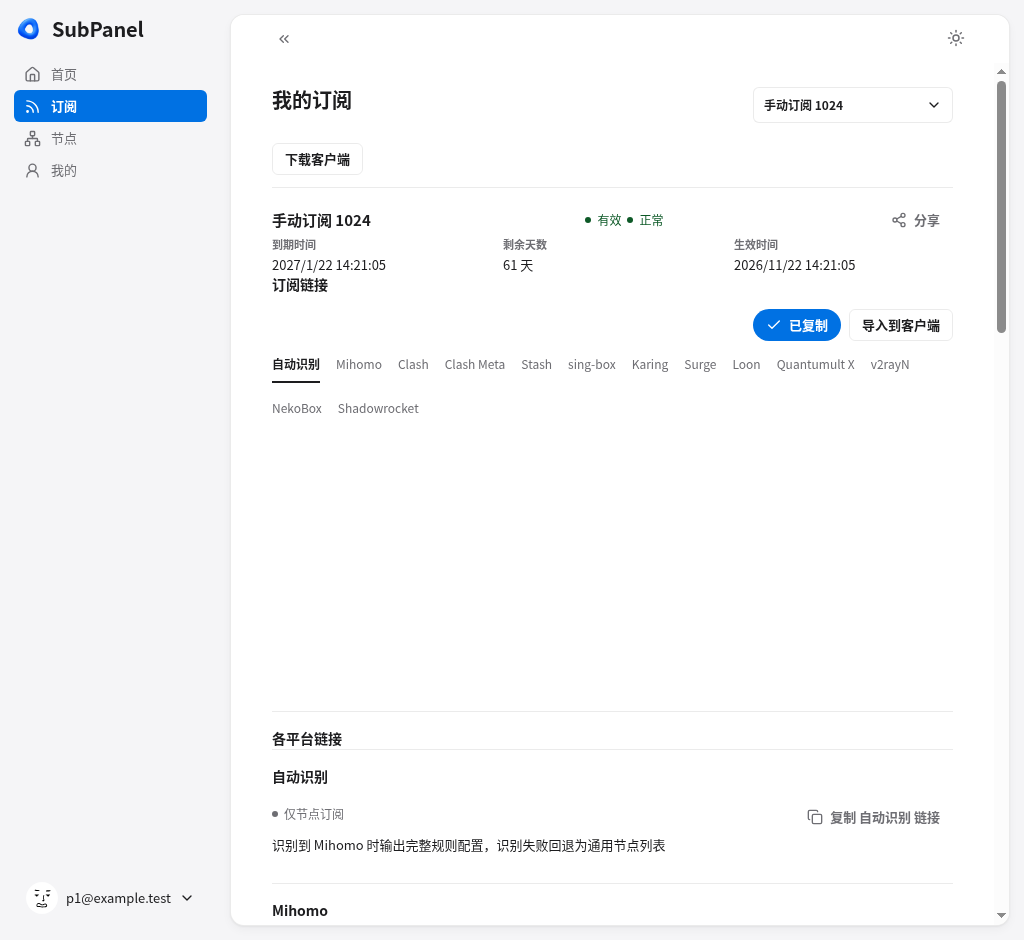 SubPanel
首页
订阅
节点
我的
我的订阅
手动订阅 1024
下载客户端
手动订阅 1024
有效 正常
分享
到期时间 剩余天数 生效时间
2027/1/22 14:21:05 61 天 2026/11/22 14:21:05
订阅链接
已复制 导入到客户端
自动识别 Mihomo Clash Clash Meta Stash sing-box Karing Surge Loon Quantumult X v2rayN
NekoBox Shadowrocket
各平台链接
自动识别
仅节点订阅
复制 自动识别 链接
识别到 Mihomo 时输出完整规则配置，识别失败回退为通用节点列表
Mihomo
p1@example.test